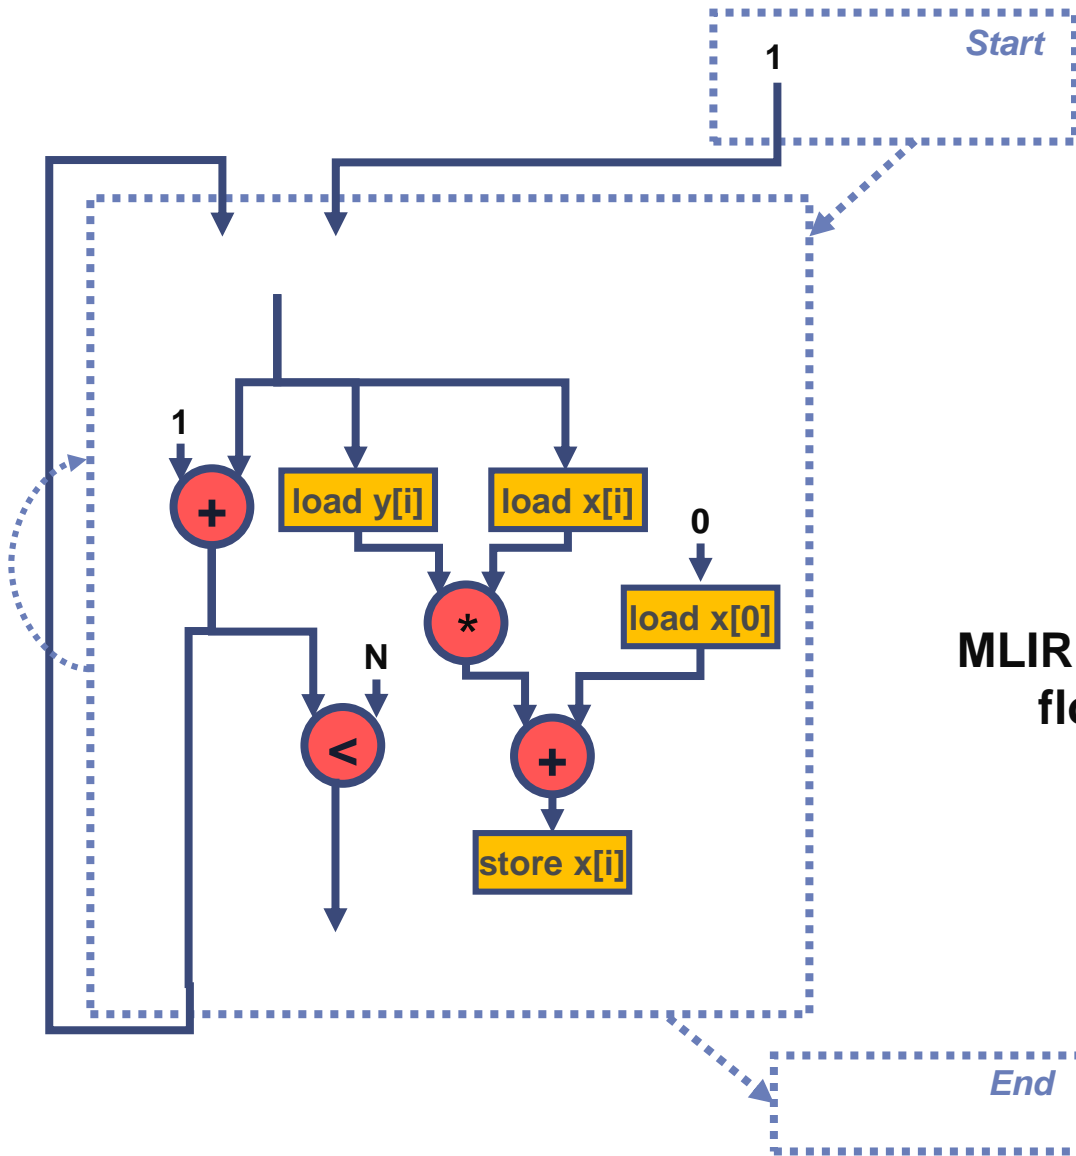 Start
1
1
+
load y[i]
load x[i]
0
*
load x[0]
N
MLIR
<
+
store x[i]
End